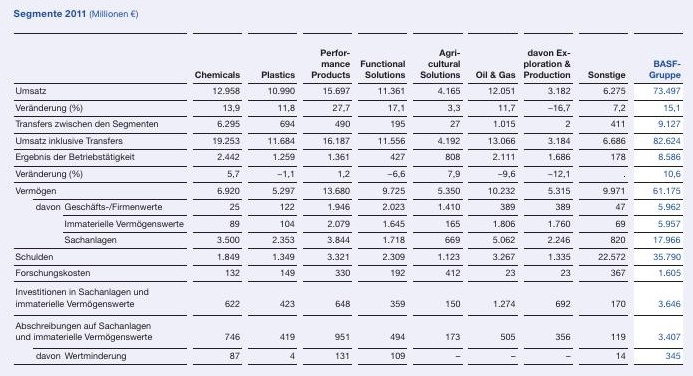 Segmente 2011 (Millionen €)
Chemicals Plastics Perfor-mance Products Functional Solutions Agri-cultural Solutions Oil & Gas davon Ex-ploration & Production Sonstige BASF-Gruppe
Umsatz 12.958 10.990 15.697 11.361 4.165 12.051 3.182 6.275 73.497
Veränderung (%) 13,9 11,8 27,7 17,1 3,3 11,7 –16,7 7,2 15,1
Transfers zwischen den Segmenten 6.295 694 490 195 27 1.015 2 411 9.127
Umsatz inklusive Transfers 19.253 11.684 16.187 11.556 4.192 13.066 3.184 6.686 82.624
Ergebnis der Betriebstätigkeit 2.442 1.259 1.361 427 808 2.111 1.686 178 8.586
Veränderung (%) 5,7 –1,1 1,2 –6,6 7,9 –9,6 –12,1 . 10,6
Vermögen 6.920 5.297 13.680 9.725 5.350 10.232 5.315 9.971 61.175
davon Geschäfts-/Firmenwerte 25 122 1.946 2.023 1.410 389 389 47 5.962
Immaterielle Vermögenswerte 89 104 2.079 1.645 165 1.806 1.760 69 5.957
Sachanlagen 3.500 2.353 3.844 1.718 669 5.062 2.246 820 17.966
Schulden 1.849 1.349 3.321 2.309 1.123 3.267 1.335 22.572 35.790
Forschungskosten 132 149 330 192 412 23 23 367 1.605
Investitionen in Sachanlagen und
immaterielle Vermögenswerte 622 423 648 359 150 1.274 692 170 3.646
Abschreibungen auf Sachanlagen
und immaterielle Vermögenswerte 746 419 951 494 173 505 356 119 3.407
davon Wertminderung 87 4 131 109 – – – 14 345